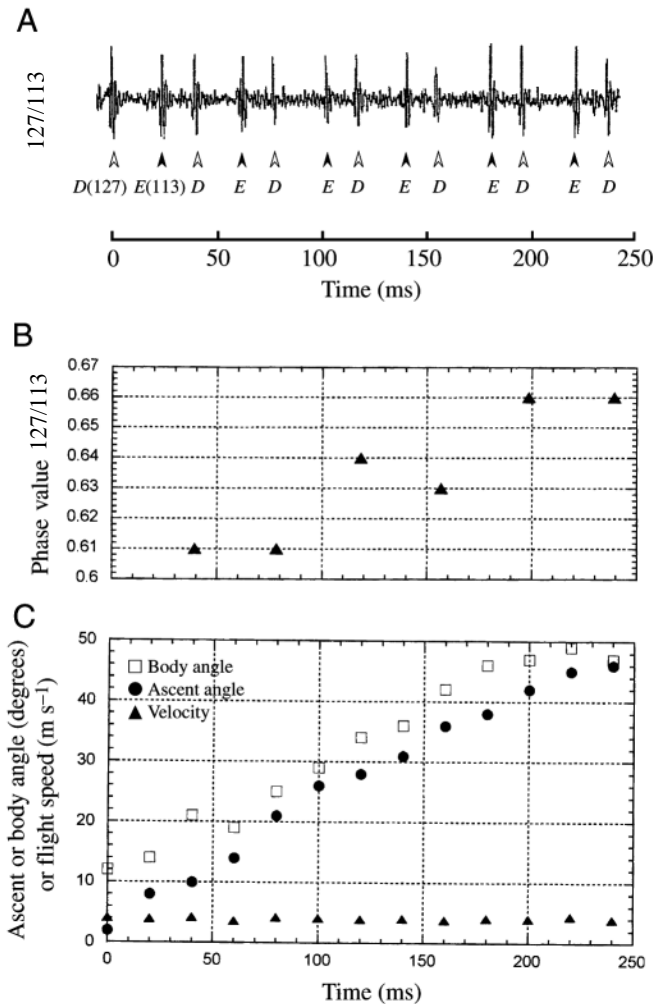 A
127/113
D(127) E(113) D E D E D E D E D E D
0 50 100 150 200 250
Time (ms)
B
Phase value 127/113
0.67
0.66
0.64
0.63
0.62
0.61
0.6
C
Ascent or body angle (degrees)
or flight speed (m s–1)
50
40
30
20
10
0
Body angle
Ascent angle
Velocity
0 50 100 150 200 250
Time (ms)